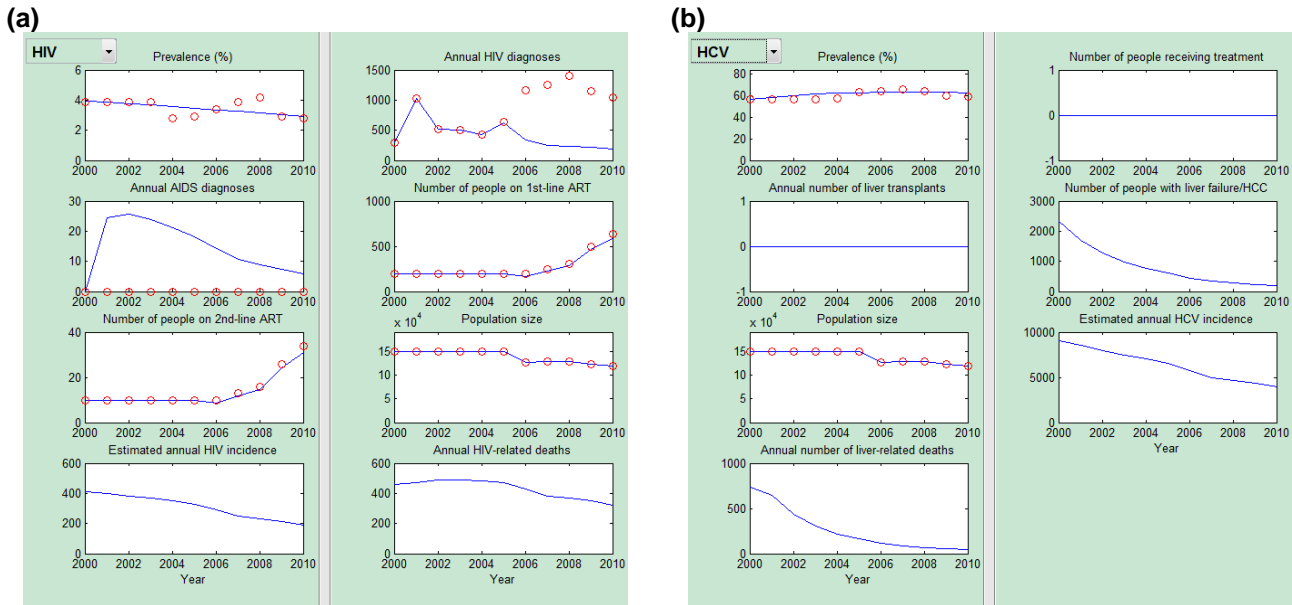 (a)
HIV
Prevalence (%)
6
4
2
0
2000 2002 2004 2006 2008 2010
Annual HIV diagnoses
1500
1000
500
0
2000 2002 2004 2006 2008 2010
Annual AIDS diagnoses
30
20
10
0
2000 2002 2004 2006 2008 2010
Number of people on 1st-line ART
1000
500
0
2000 2002 2004 2006 2008 2010
Number of people on 2nd-line ART
40
20
0
2000 2002 2004 2006 2008 2010
Population size
x 10^4
15
10
5
0
2000 2002 2004 2006 2008 2010
Estimated annual HIV incidence
600
400
200
0
2000 2002 2004 2006 2008 2010
Year
Annual HIV-related deaths
600
400
200
0
2000 2002 2004 2006 2008 2010
Year
(b)
HCV
Prevalence (%)
80
60
40
20
0
2000 2002 2004 2006 2008 2010
Number of people receiving treatment
1
0
-1
2000 2002 2004 2006 2008 2010
Annual number of liver transplants
1
0
-1
2000 2002 2004 2006 2008 2010
Number of people with liver failure/HCC
3000
2000
1000
0
2000 2002 2004 2006 2008 2010
Population size
x 10^4
15
10
5
0
2000 2002 2004 2006 2008 2010
Estimated annual HCV incidence
10000
5000
0
2000 2002 2004 2006 2008 2010
Year
Annual number of liver-related deaths
1000
500
0
2000 2002 2004 2006 2008 2010
Year